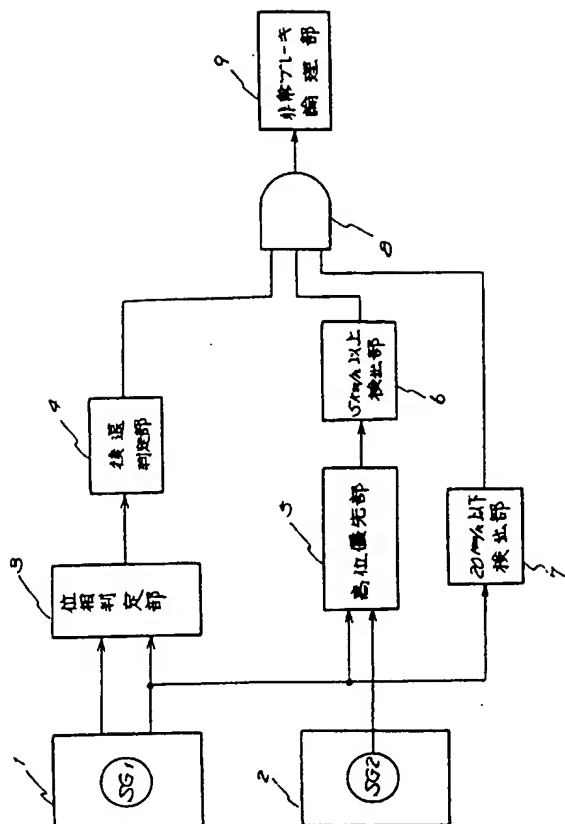 1
SG1
2
SG2
3
位相判定部
4
後退
判定部
5
高位優先部
6
5km/h以上
検出部
7
20km/h以下
検出部
8
9
非常ブレーキ
論理部